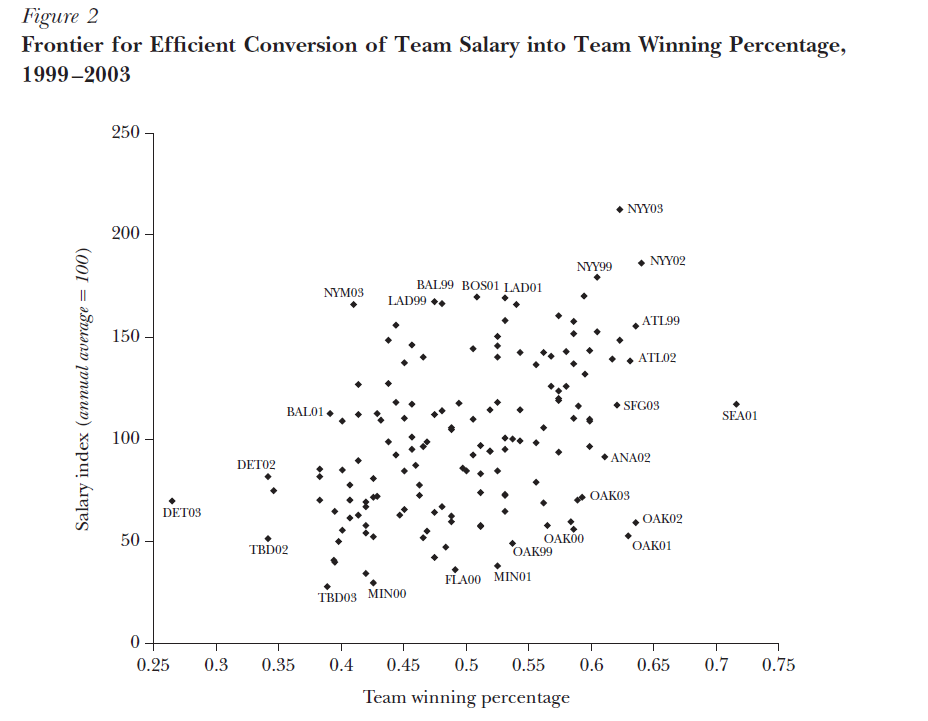 Figure 2
Frontier for Efficient Conversion of Team Salary into Team Winning Percentage,
1999–2003
250
200
150
100
50
0
Salary index (annual average = 100)
NYY03
NYY02
NYY99
BAL99
BOS01
LAD01
NYM03
LAD99
ATL99
ATL02
BAL01
SFG03
SEA01
DET02
ANA02
DET03
OAK03
OAK02
TBD02
OAK00
OAK01
OAK99
FLA00
MIN01
TBD03
MIN00
0.25 0.3 0.35 0.4 0.45 0.5 0.55 0.6 0.65 0.7 0.75
Team winning percentage